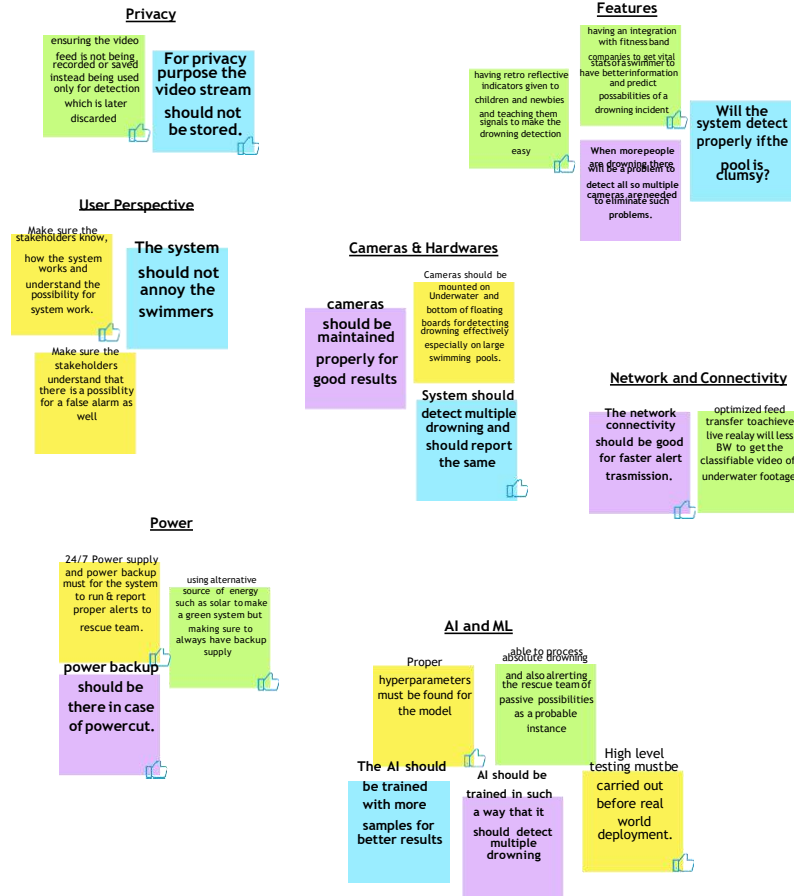 Privacy
ensuring the video
feed is not being
recorded or saved
instead being used
only for detection
which is later
discarded
For privacy
purpose the
video stream
should not
be stored.
Features
having an integration
with fitness band
companies to get vital
stats of a swimmer to
have better information
and predict
possabilities of a
drowning incident
having retro reflective
indicators given to
children and newbies
and teaching them
signals to make the
drowning detection
easy
When more people
are drowning there
will be a problem to
detect all so multiple
cameras are needed
to eliminate such
problems.
Will the
system detect
properly if the
pool is
clumsy?
User Perspective
Make sure the
stakeholders know,
how the system
works and
understand the
possibility for
system work.
The system
should not
annoy the
swimmers
Make sure the
stakeholders
understand that
there is a possiblity
for a false alarm as
well
Cameras & Hardwares
cameras
should be
maintained
properly for
good results
Cameras should be
mounted on
Underwater and
bottom of floating
boards for detecting
drowning effectively
especially on large
swimming pools.
System should
detect multiple
drowning and
should report
the same
Network and Connectivity
The network
connectivity
should be good
for faster alert
trasmission.
optimized feed
transfer to achieve
live realay will less
BW to get the
classifiable video of
underwater footage
Power
24/7 Power supply
and power backup
must for the system
to run & report
proper alerts to
rescue team.
using alternative
source of energy
such as solar to make
a green system but
making sure to
always have backup
supply
power backup
should be
there in case
of powercut.
AI and ML
Proper
hyperparameters
must be found for
the model
able to process
absolute drowning
and also alrerting
the rescue team of
passive possibilities
as a probable
instance
The AI should
be trained
with more
samples for
better results
AI should be
trained in such
a way that it
should detect
multiple
drowning
High level
testing must be
carried out
before real
world
deployment.